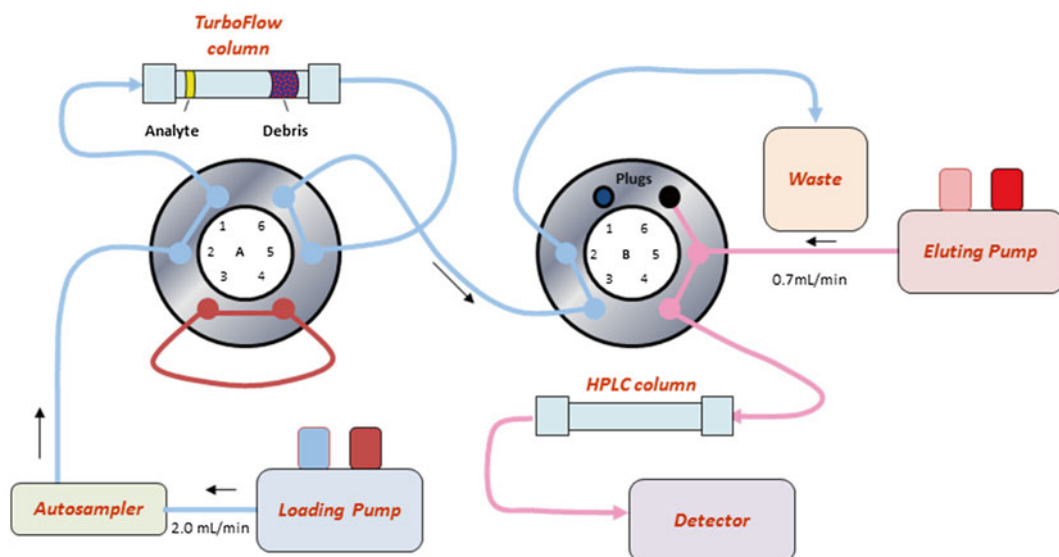 TurboFlow
column
Analyte
Debris
1
6
2
A
5
3
4
Plugs
1
6
2
B
5
3
4
Waste
Eluting Pump
0.7mL/min
HPLC column
Autosampler
2.0 mL/min
Loading Pump
Detector